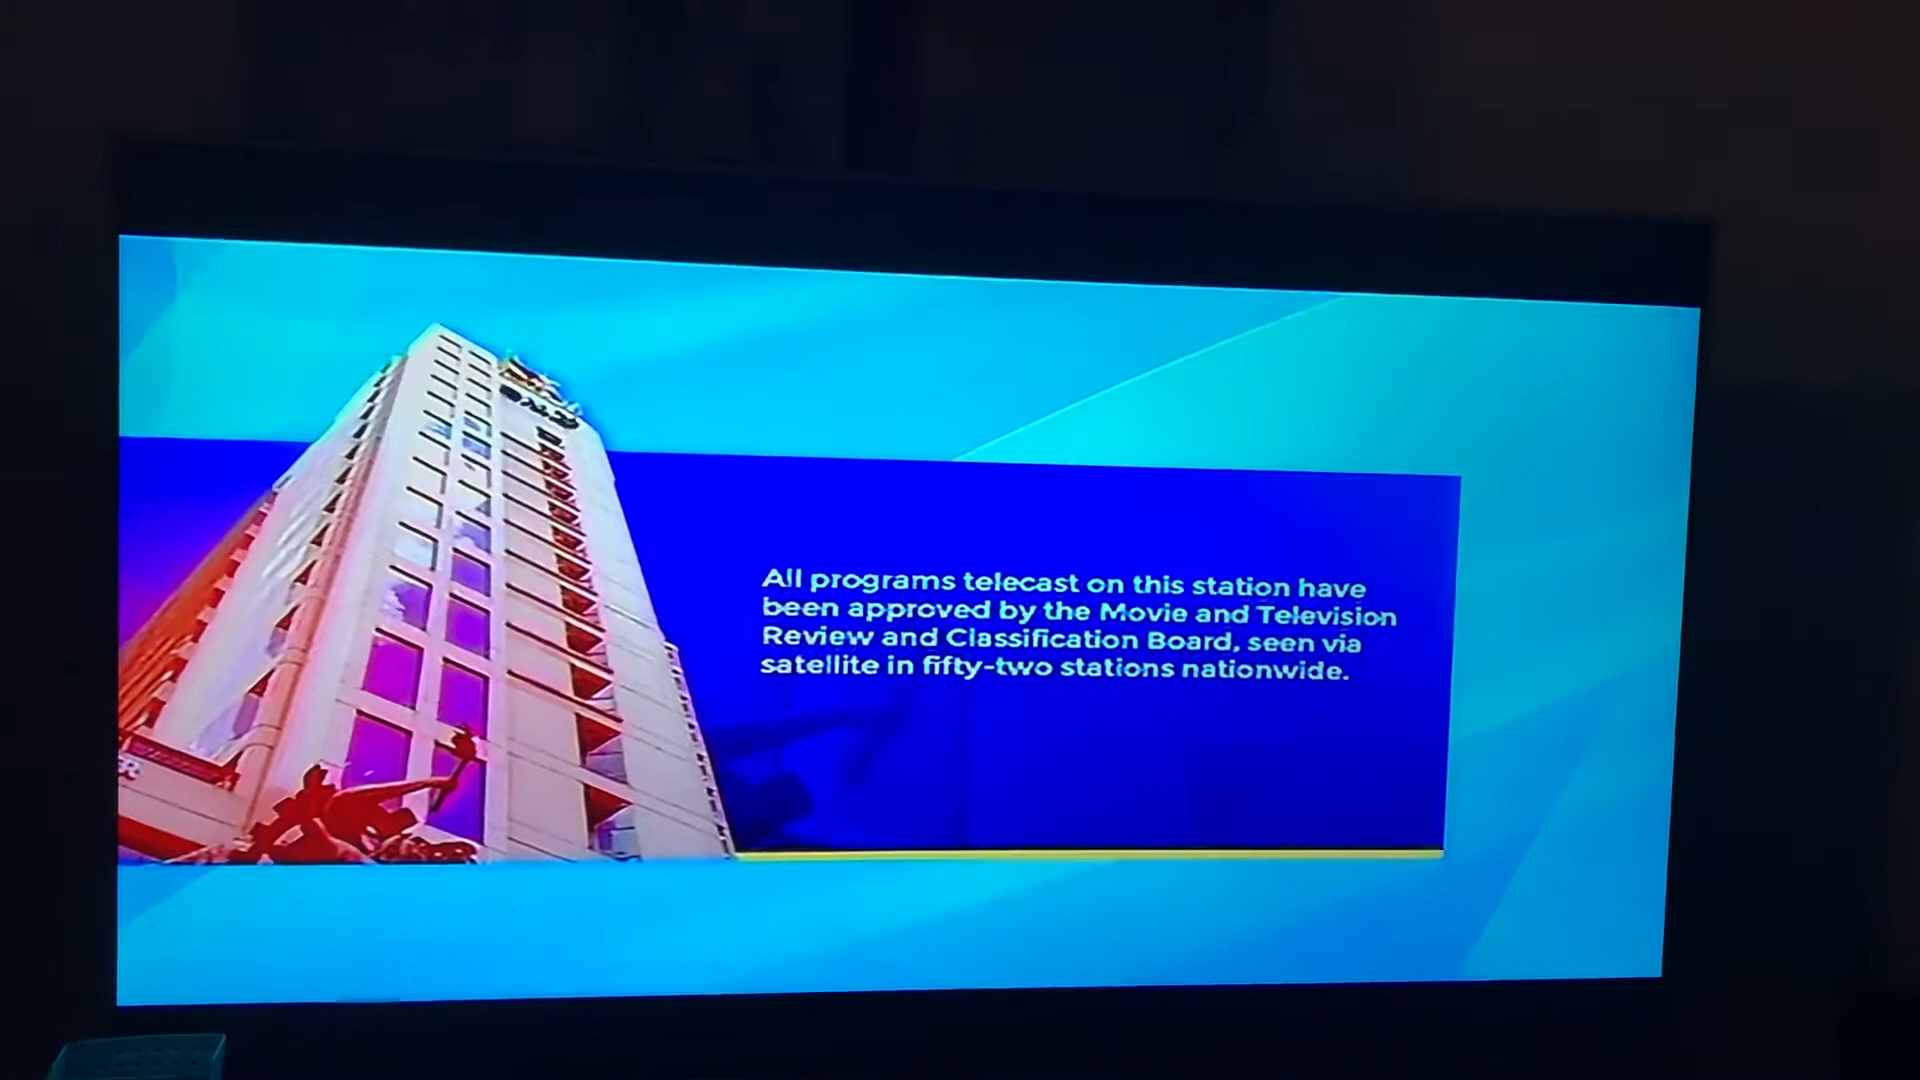 All programs telecast on this station have
been approved by the Movie and Television
Review and Classification Board, seen via
satellite in fifty-two stations nationwide.